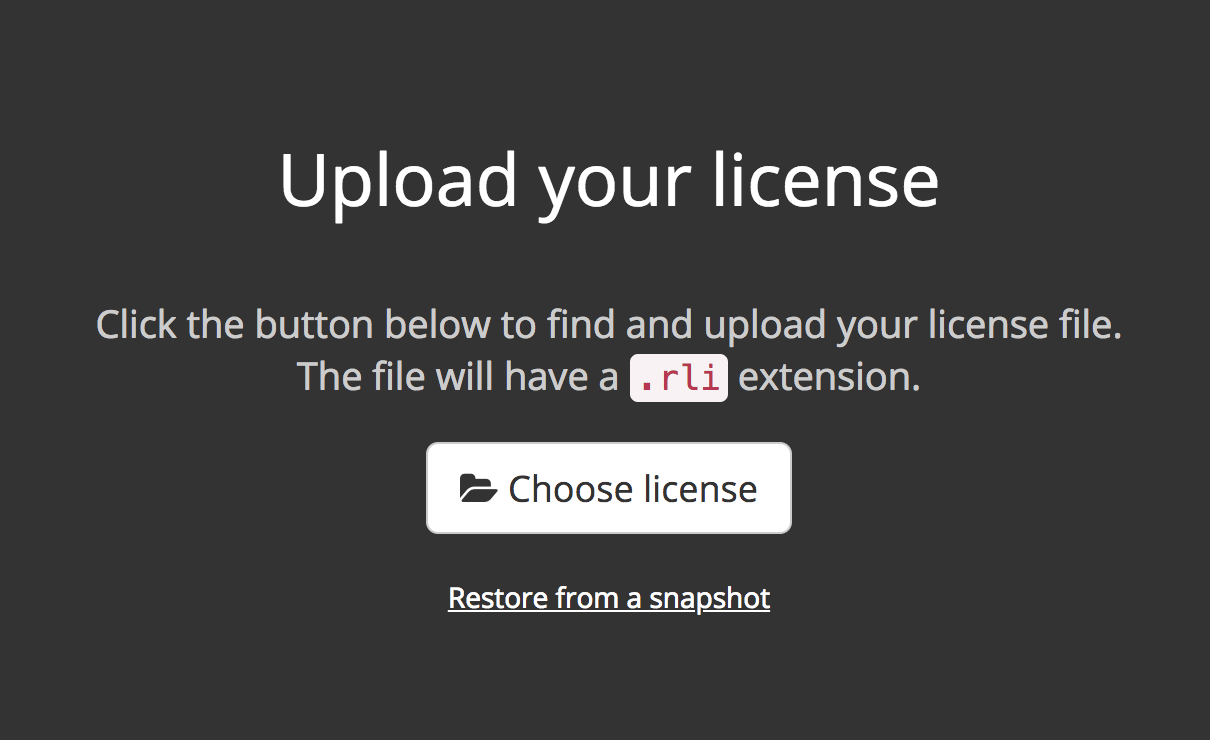 Upload your license
Click the button below to find and upload your license file.
The file will have a .rli extension.
Choose license
Restore from a snapshot